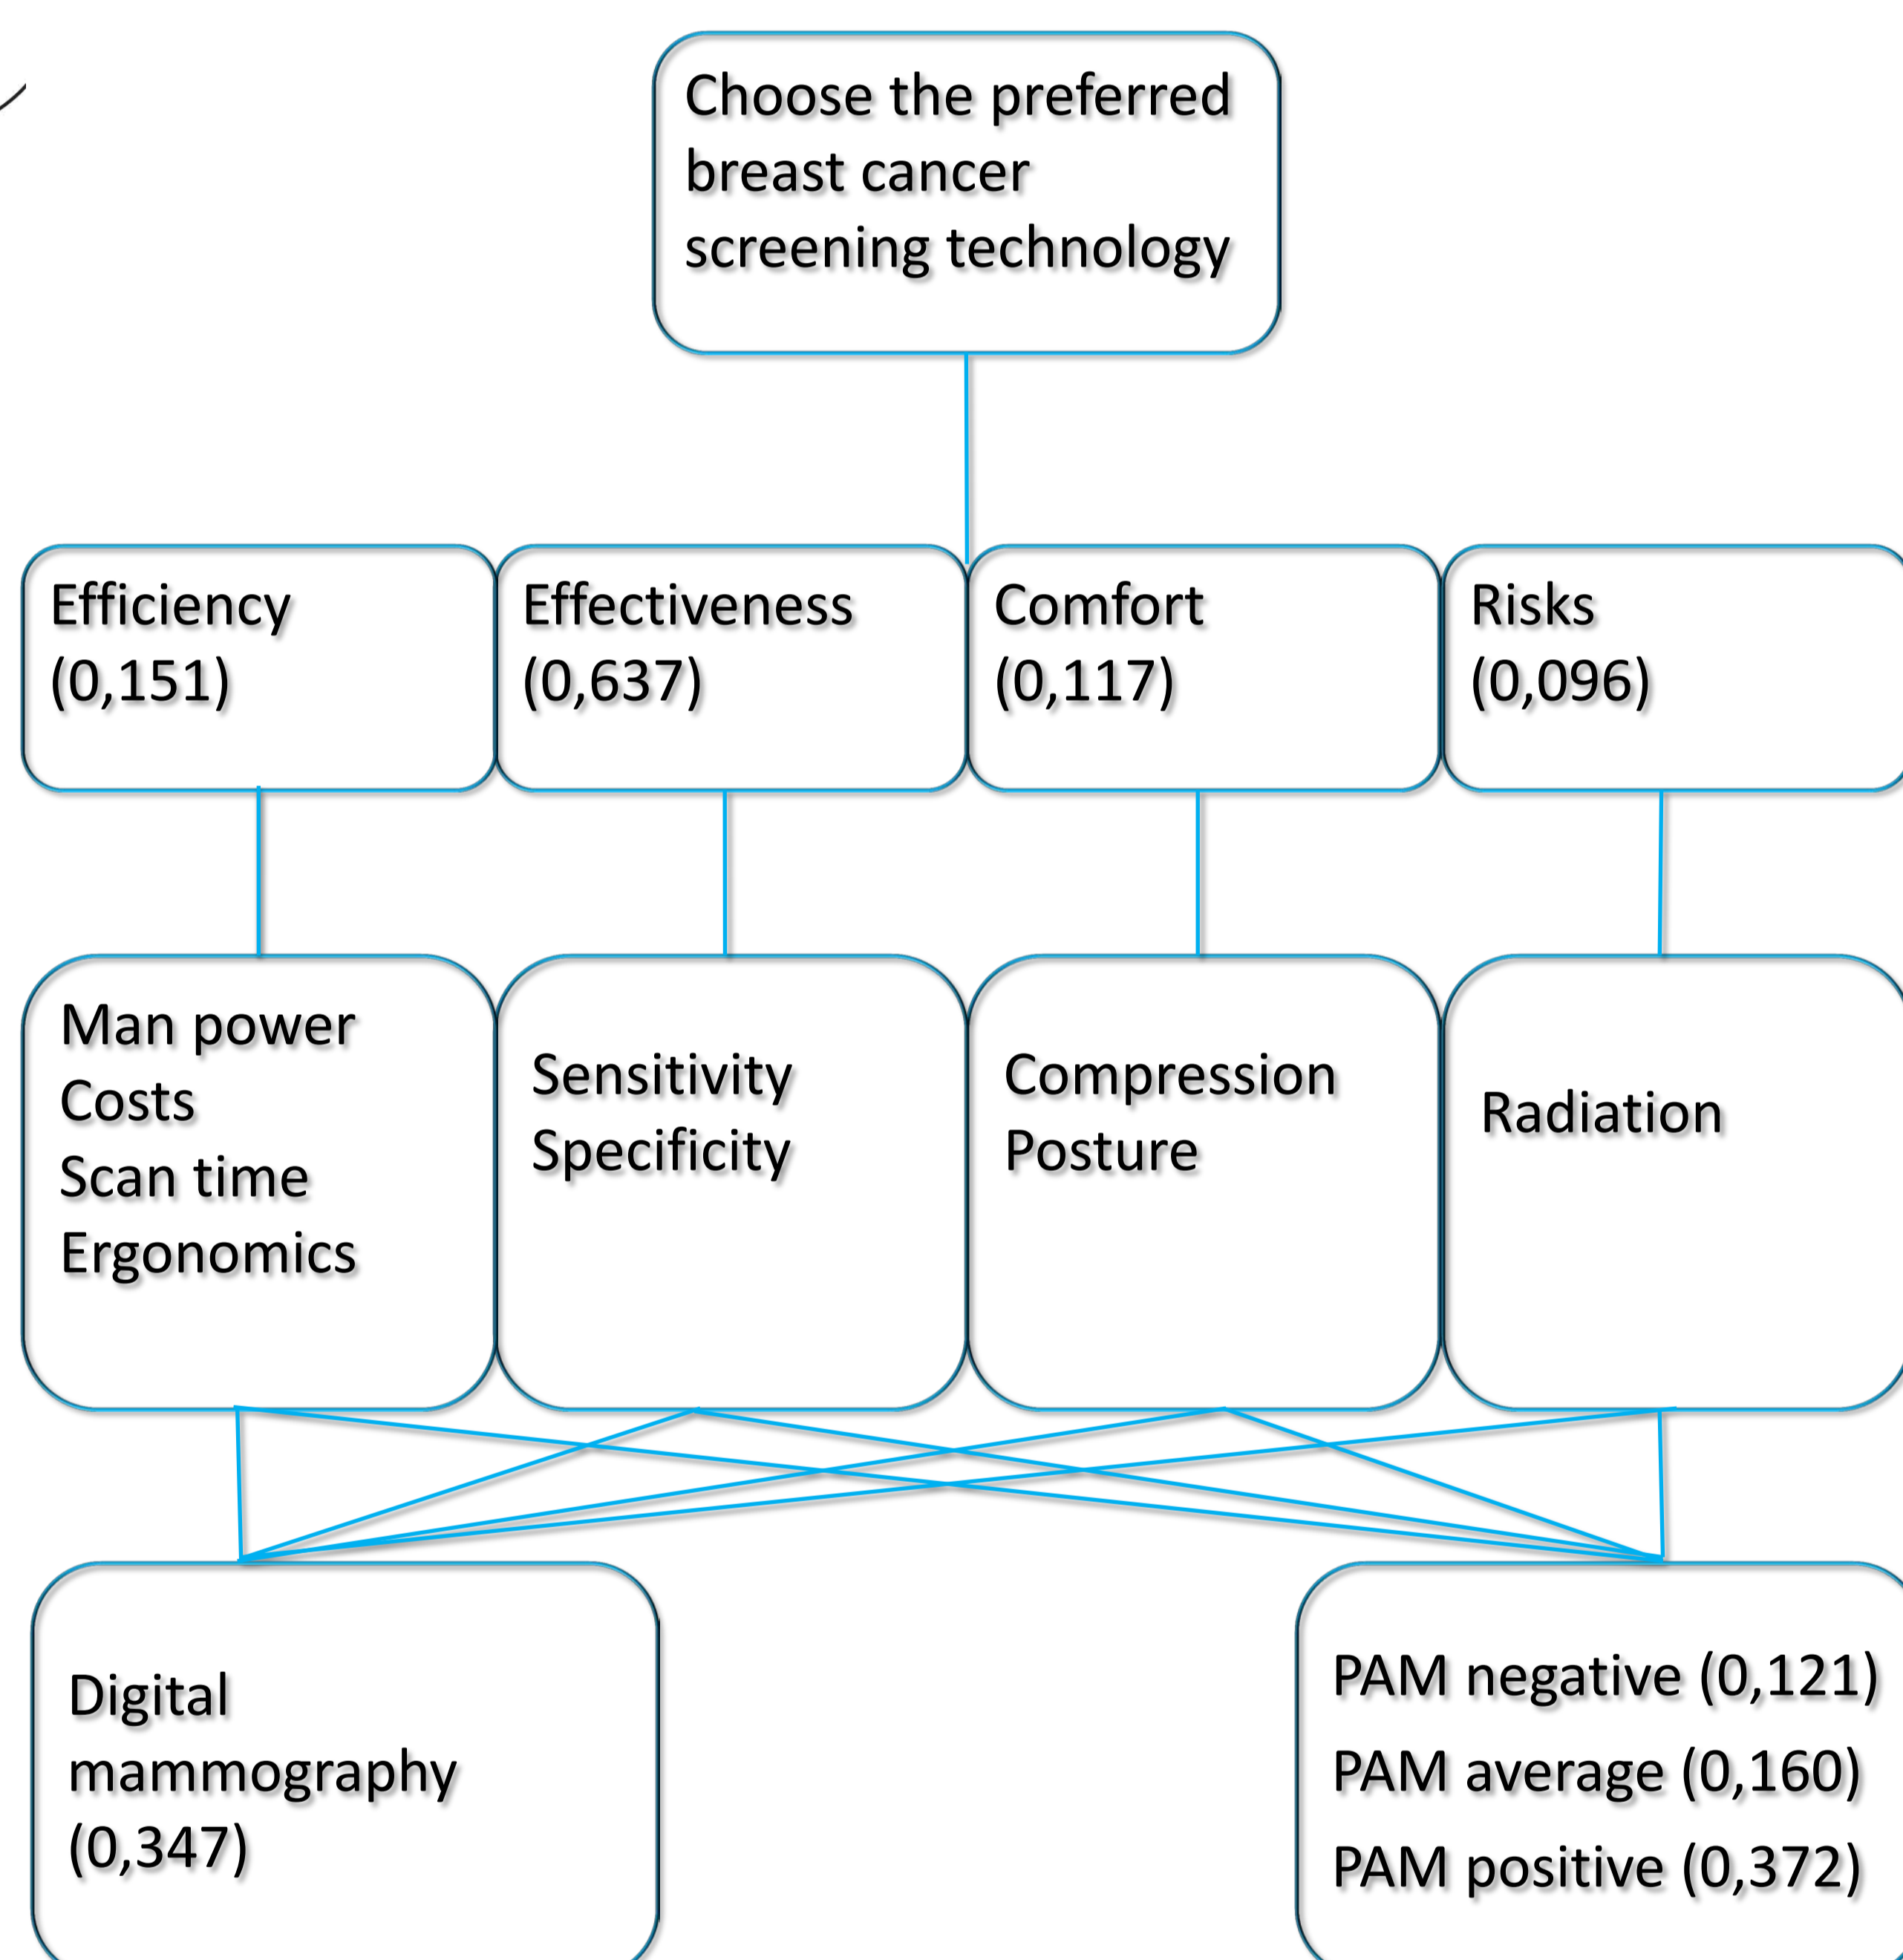 Choose the preferred
breast cancer
screening technology
Efficiency
(0,151)
Effectiveness
(0,637)
Comfort
(0,117)
Risks
(0,096)
Man power
Costs
Scan time
Ergonomics
Sensitivity
Specificity
Compression
Posture
Radiation
Digital
mammography
(0,347)
PAM negative (0,121)
PAM average (0,160)
PAM positive (0,372)